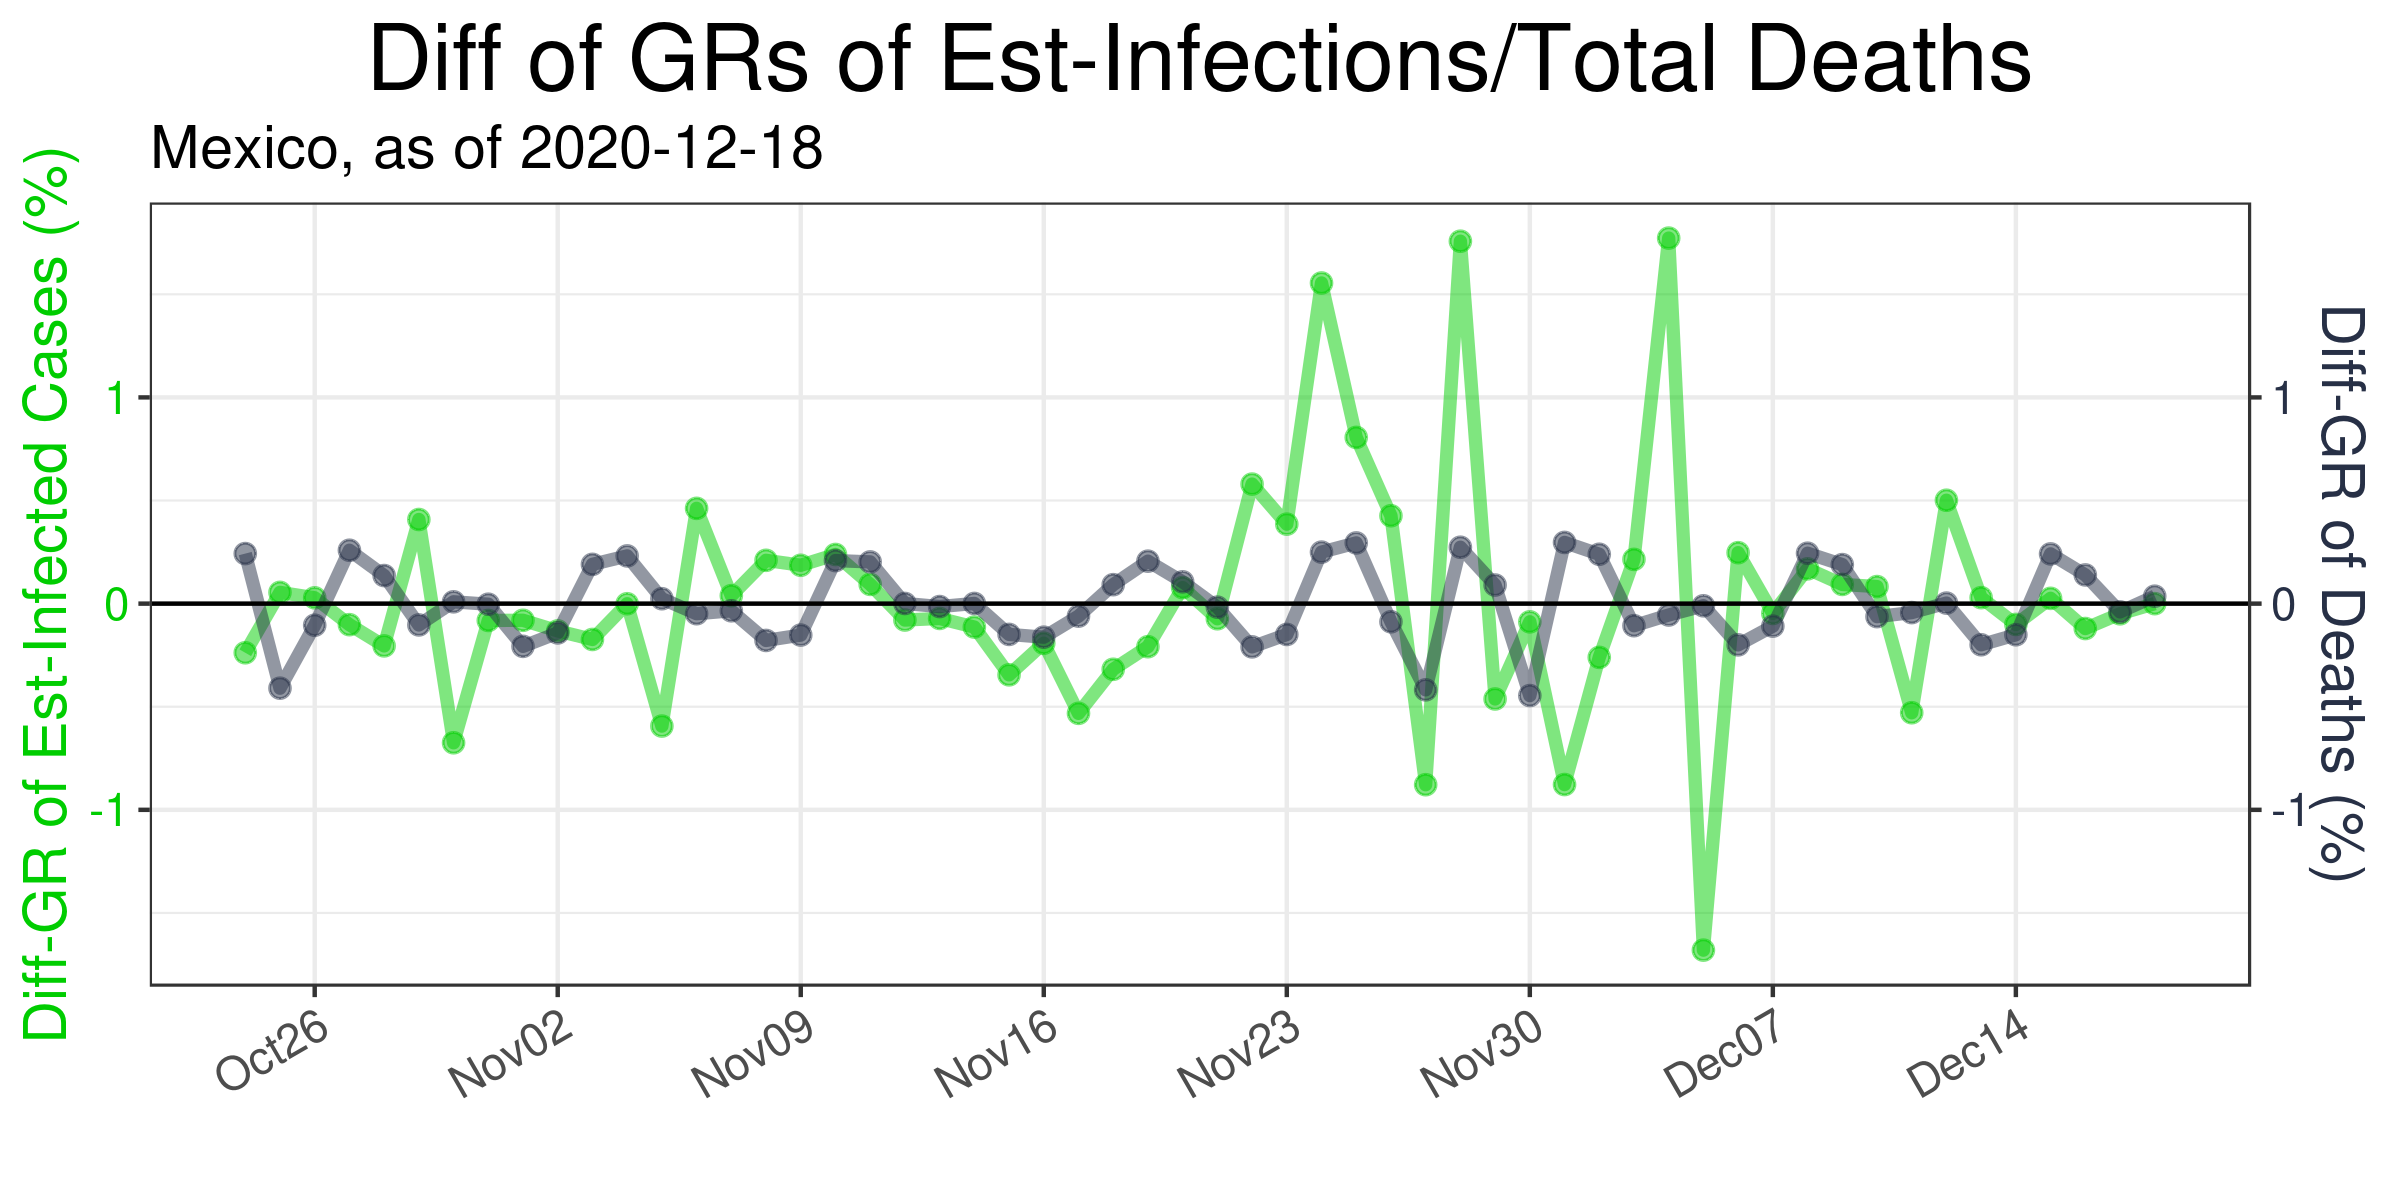 Diff of GRs of Est-Infections/Total Deaths
Mexico, as of 2020-12-18
Diff-GR of Est-Infected Cases (%)
1
0
-1
1
0
-1
Diff-GR of Deaths (%)
Oct26
Nov02
Nov09
Nov16
Nov23
Nov30
Dec07
Dec14